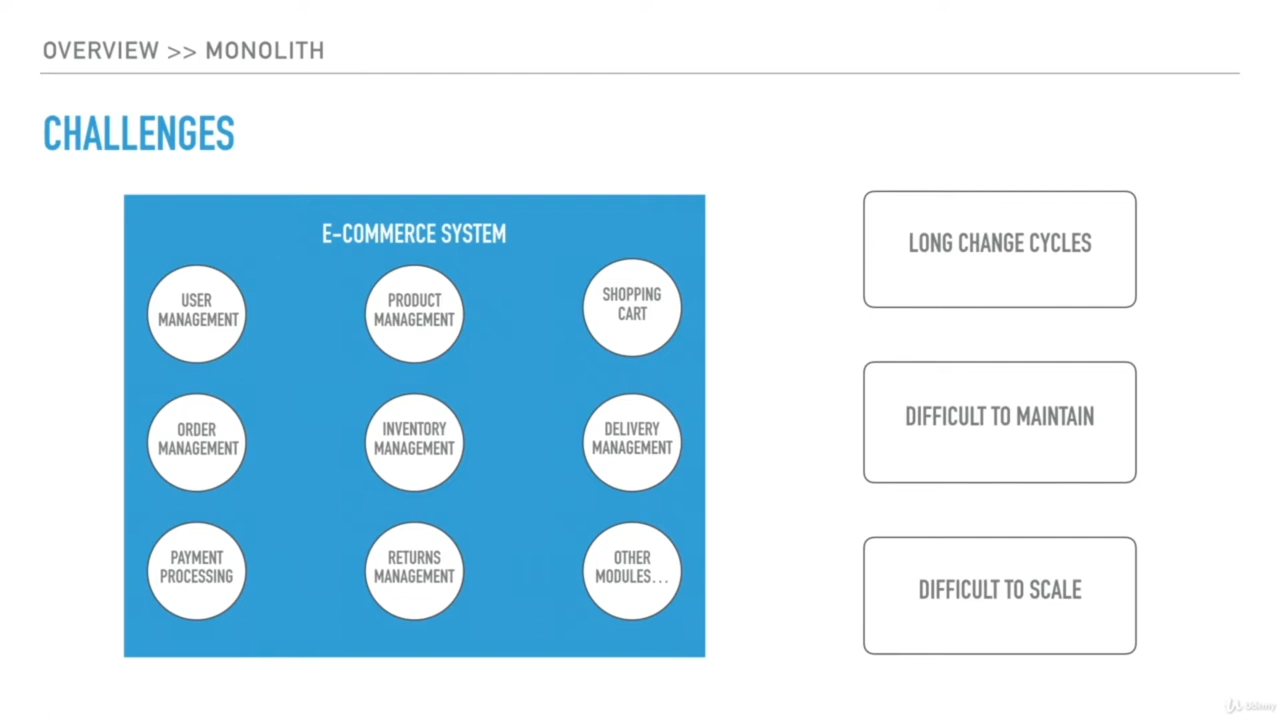 OVERVIEW >> MONOLITH
CHALLENGES
E-COMMERCE SYSTEM
USER
MANAGEMENT
PRODUCT
MANAGEMENT
SHOPPING
CART
ORDER
MANAGEMENT
INVENTORY
MANAGEMENT
DELIVERY
MANAGEMENT
PAYMENT
PROCESSING
RETURNS
MANAGEMENT
OTHER
MODULES...
LONG CHANGE CYCLES
DIFFICULT TO MAINTAIN
DIFFICULT TO SCALE
Udemy